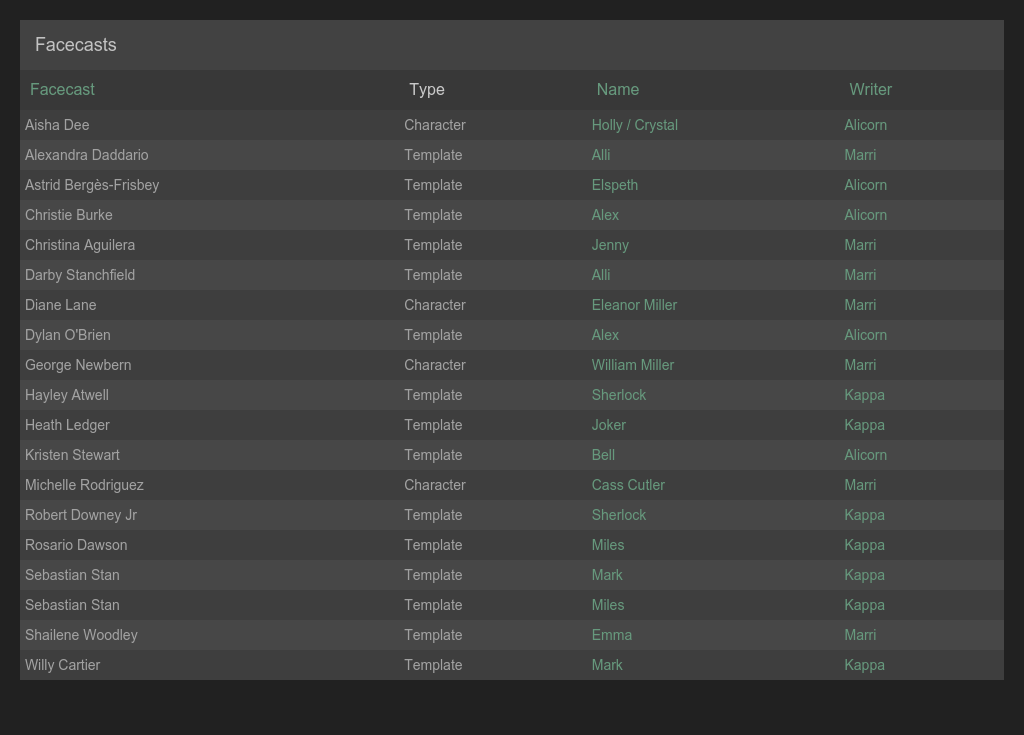 Facecasts
Facecast Type Name Writer
Aisha Dee Character Holly / Crystal Alicorn
Alexandra Daddario Template Alli Marri
Astrid Bergès-Frisbey Template Elspeth Alicorn
Christie Burke Template Alex Alicorn
Christina Aguilera Template Jenny Marri
Darby Stanchfield Template Alli Marri
Diane Lane Character Eleanor Miller Marri
Dylan O'Brien Template Alex Alicorn
George Newbern Character William Miller Marri
Hayley Atwell Template Sherlock Kappa
Heath Ledger Template Joker Kappa
Kristen Stewart Template Bell Alicorn
Michelle Rodriguez Character Cass Cutler Marri
Robert Downey Jr Template Sherlock Kappa
Rosario Dawson Template Miles Kappa
Sebastian Stan Template Mark Kappa
Sebastian Stan Template Miles Kappa
Shailene Woodley Template Emma Marri
Willy Cartier Template Mark Kappa